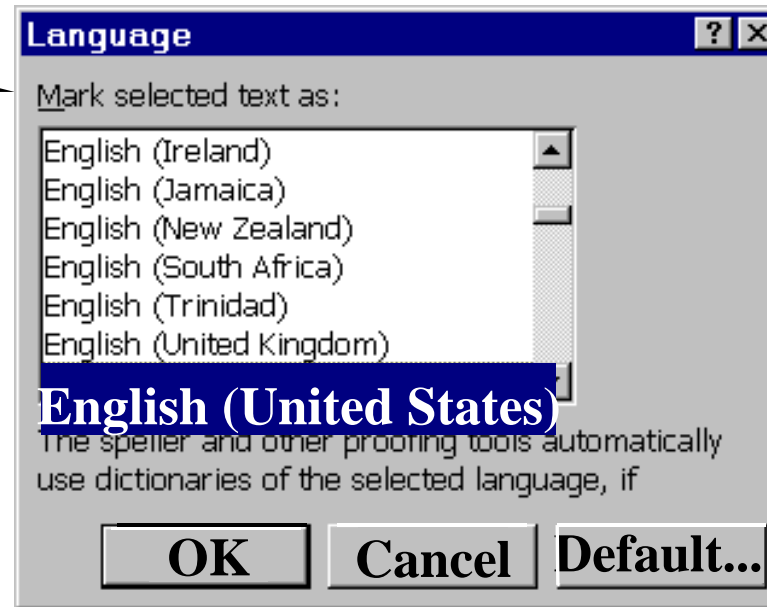 Language
Mark selected text as:
English (Ireland)
English (Jamaica)
English (New Zealand)
English (South Africa)
English (Trinidad)
English (United Kingdom)
English (United States)
The speller and other proofing tools automatically
use dictionaries of the selected language, if
OK Cancel Default...